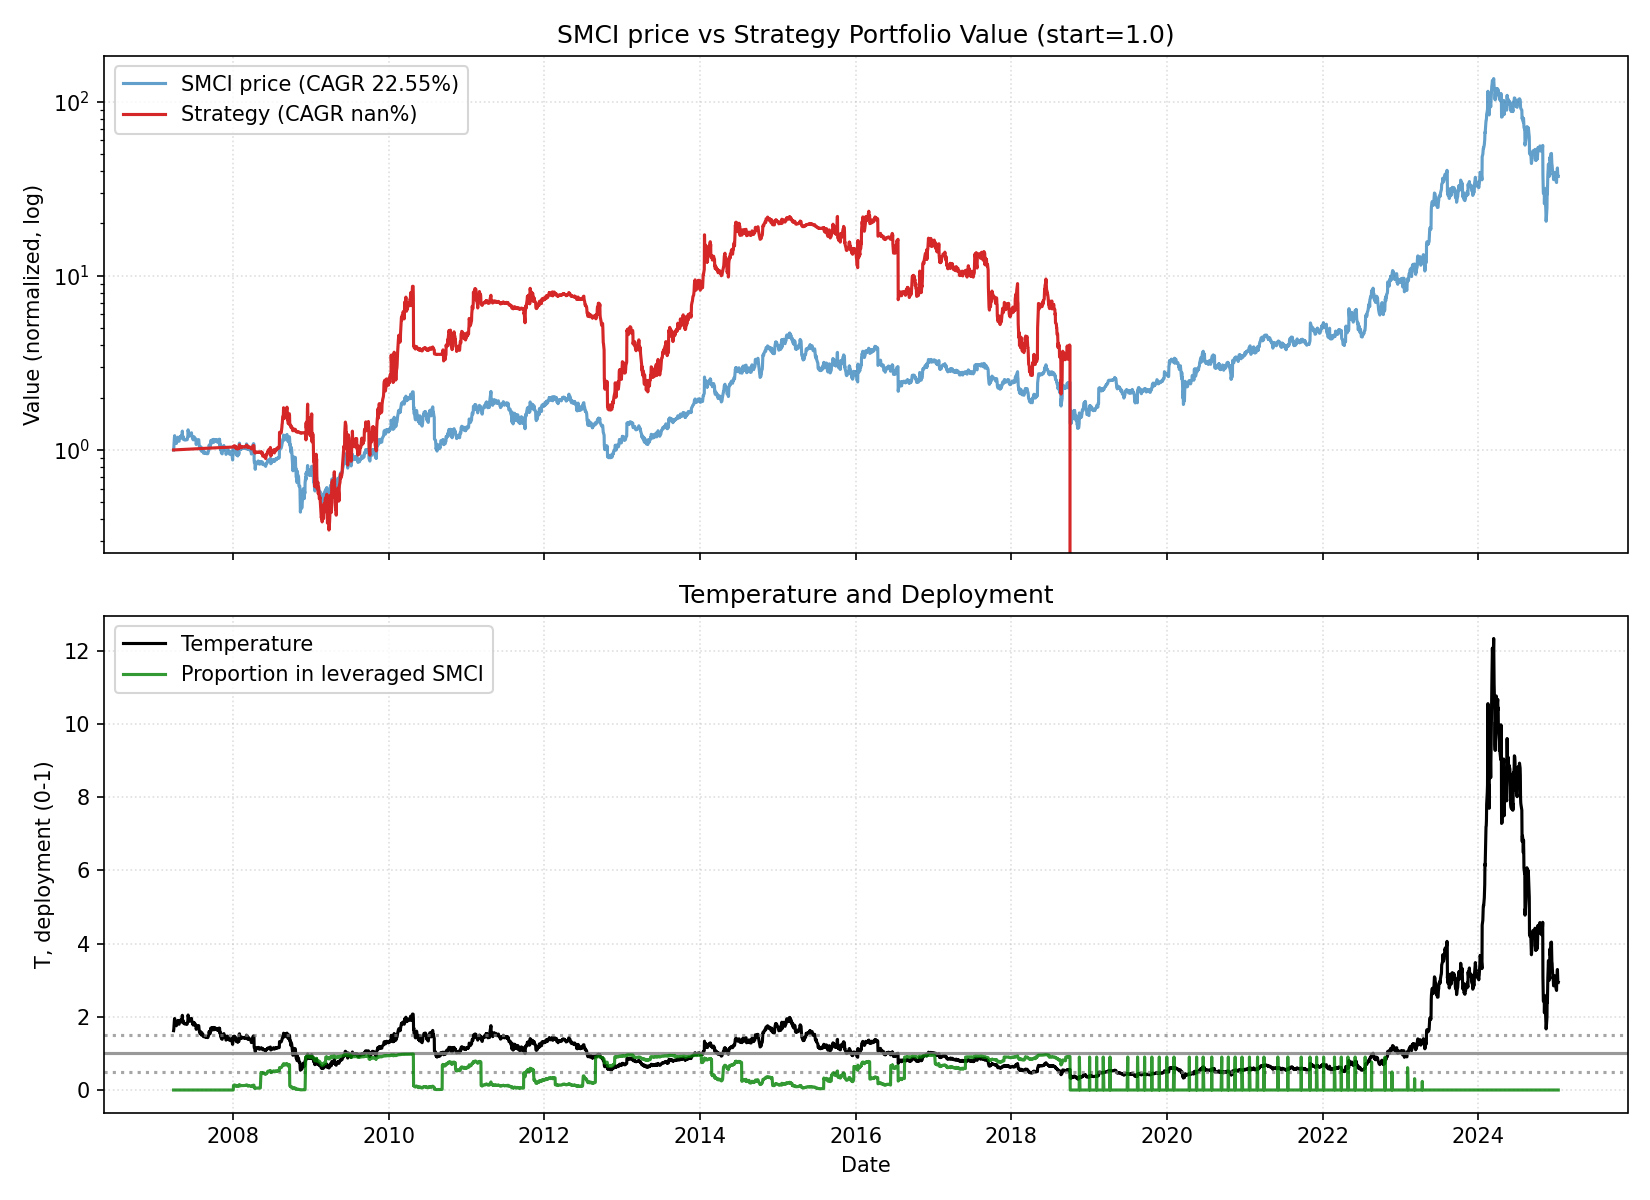 SMCI price vs Strategy Portfolio Value (start=1.0)
SMCI price (CAGR 22.55%)
Strategy (CAGR nan%)
Value (normalized, log)
10²
10¹
10⁰
Temperature and Deployment
Temperature
Proportion in leveraged SMCI
T, deployment (0-1)
12
10
8
6
4
2
0
2008 2010 2012 2014 2016 2018 2020 2022 2024
Date